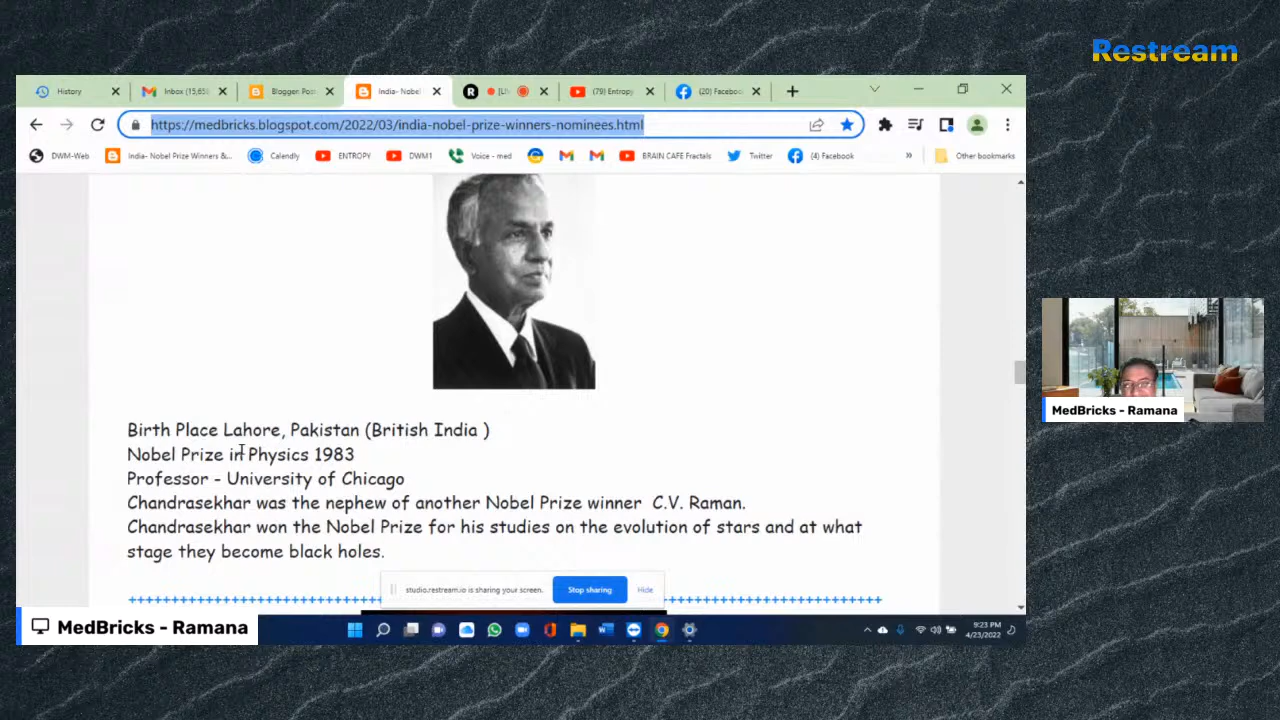 Restream
History
Inbox (15,65
Blogger: Pos
India- Nobel
(79) Entropy
(20) Faceboo
https://medbricks.blogspot.com/2022/03/india-nobel-prize-winners-nominees.html
DWM-Web
India- Nobel Prize Winners &...
Calendly
ENTROPY
DWM1
Voice - med
BRAIN CAFE Fractals
Twitter
(4) Facebook
»
Other bookmarks
Birth Place Lahore, Pakistan (British India )
Nobel Prize in Physics 1983
Professor - University of Chicago
Chandrasekhar was the nephew of another Nobel Prize winner C.V. Raman.
Chandrasekhar won the Nobel Prize for his studies on the evolution of stars and at what
stage they become black holes.
studio.restream.io is sharing your screen.
Stop sharing
Hide
MedBricks - Ramana
9:23 PM
4/23/2022
MedBricks - Ramana